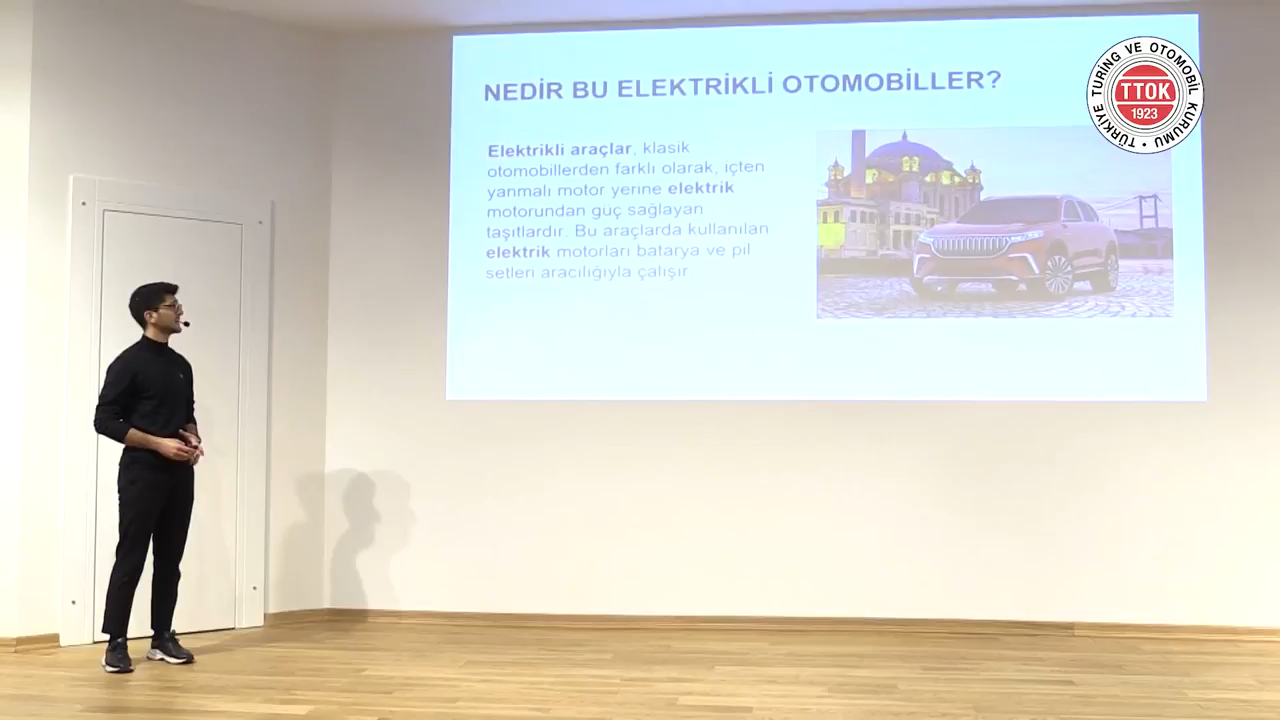 NEDİR BU ELEKTRİKLİ OTOMOBİLLER?
Elektrikli araçlar, klasik
otomobillerden farklı olarak, içten
yanmalı motor yerine elektrik
motorundan güç sağlayan
taşıtlardır. Bu araçlarda kullanılan
elektrik motorları batarya ve pil
setleri aracılığıyla çalışır.
TÜRKİYE TURİNG VE OTOMOBİL KURUMU
TTOK
1923